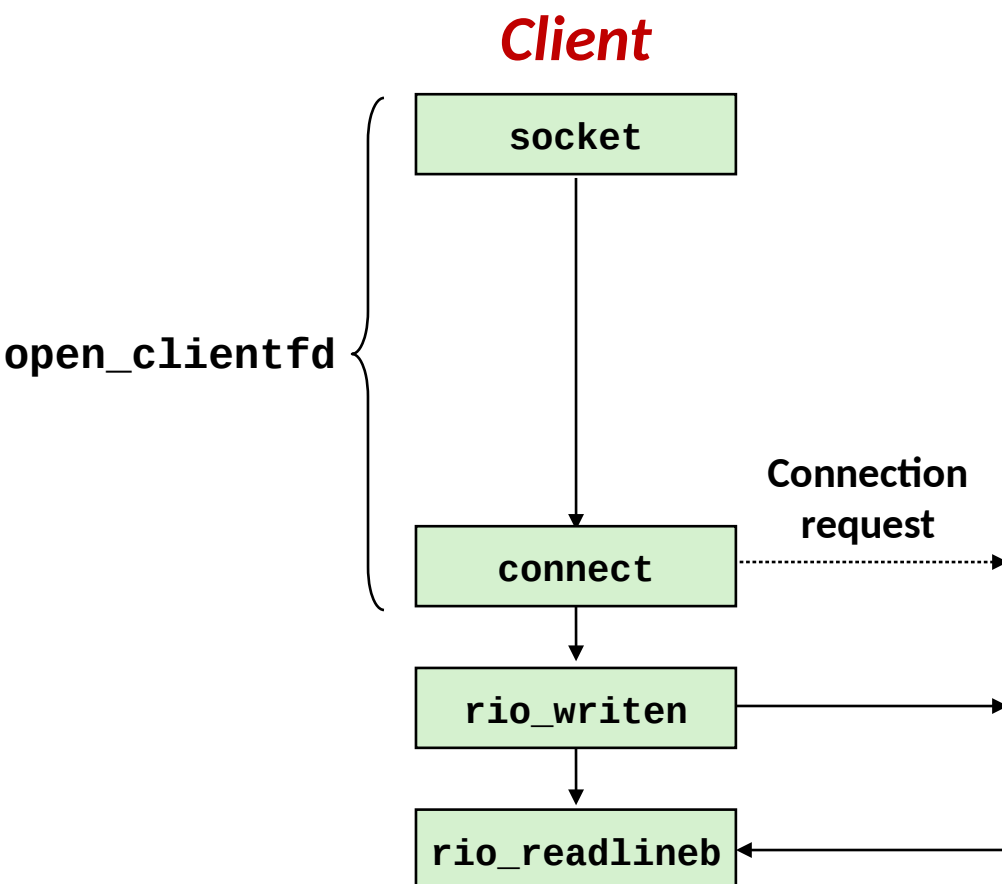 Client
socket
open_clientfd
Connection
request
connect
rio_writen
rio_readlineb